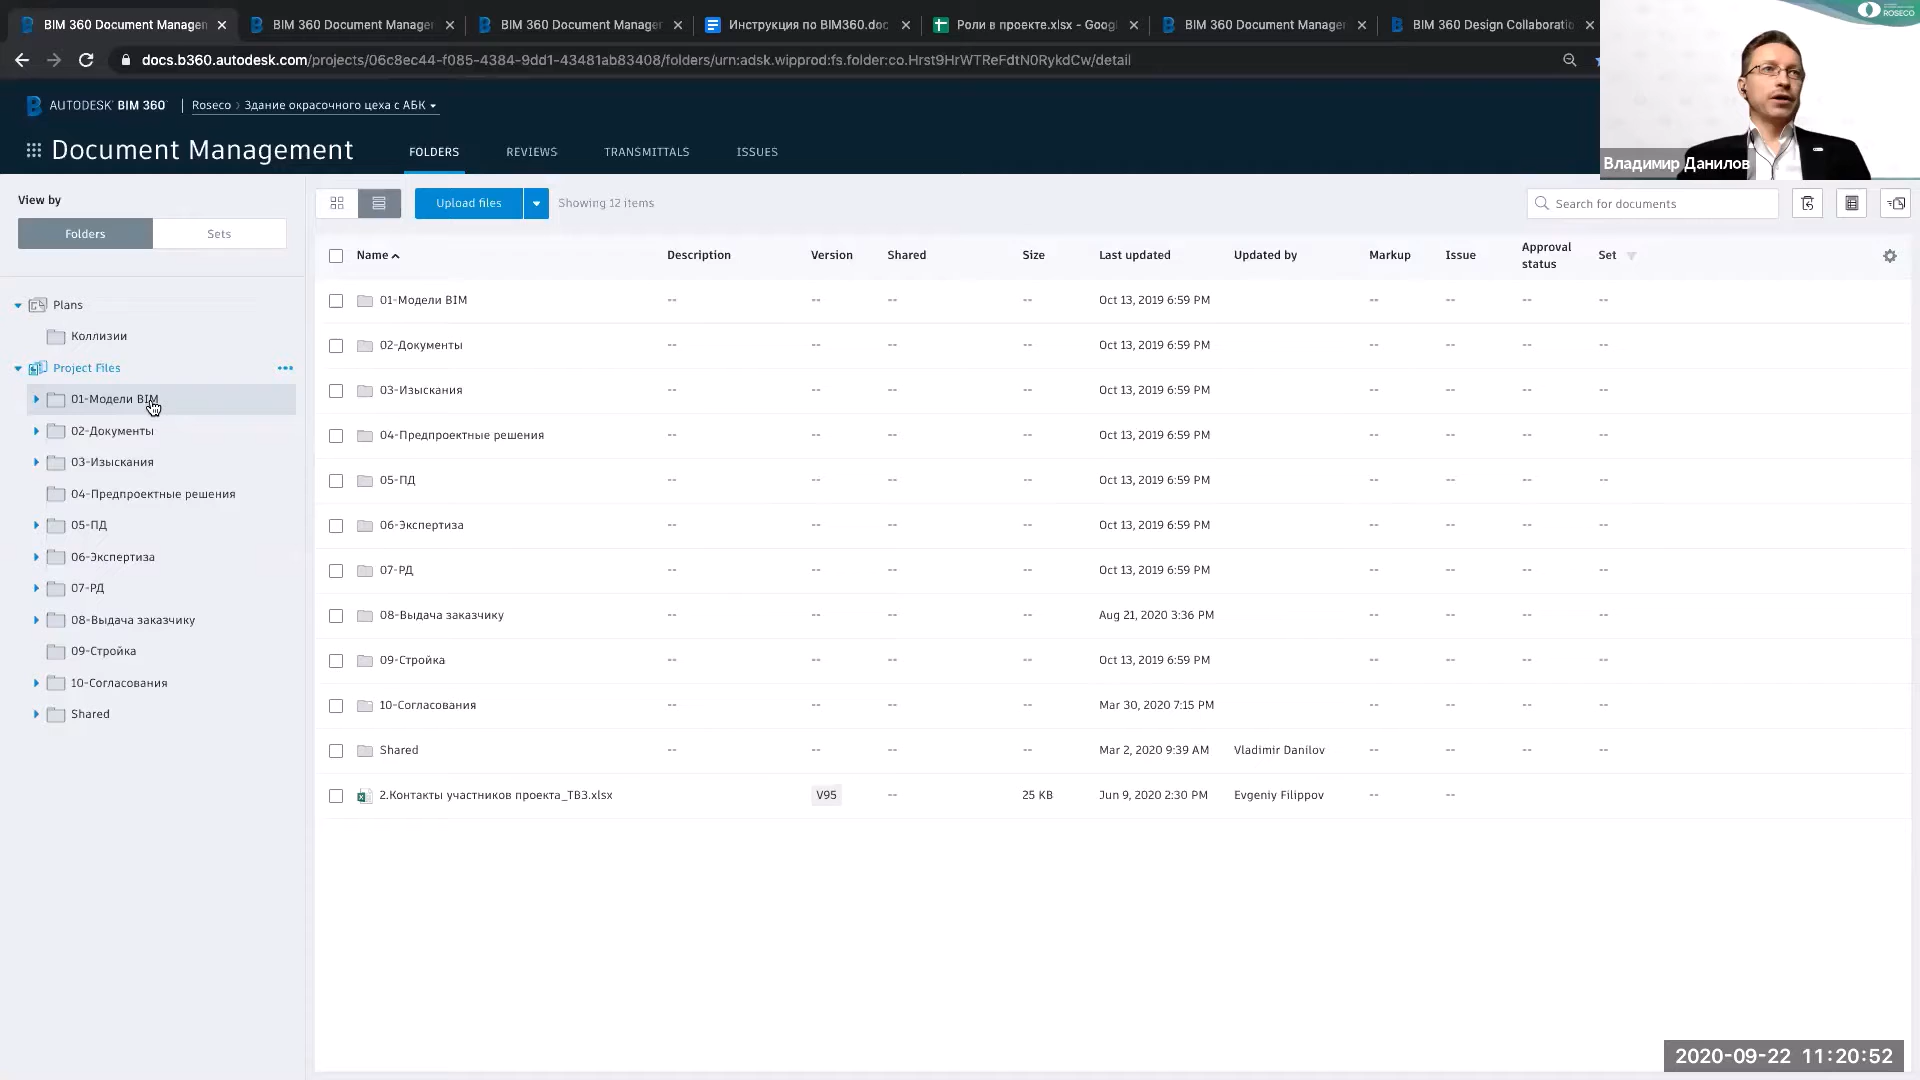 BIM 360 Document Managen
BIM 360 Document Manage
BIM 360 Document Manage
Инструкция по BIM360.doc
Роли в проекте.xlsx - Goog
BIM 360 Document Manage
BIM 360 Design Collaboratio
ROSECO
docs.b360.autodesk.com/projects/06c8ec44-f085-4384-9dd1-43481ab83408/folders/urn:adsk.wipprod:fs.folder:co.Hrst9HrWTReFdtN0RykdCw/detail
AUTODESK BIM 360
Roseco
Здание окрасочного цеха с АБК
Document Management
FOLDERS
REVIEWS
TRANSMITTALS
ISSUES
Владимир Данилов
View by
Folders
Sets
Upload files
Showing 12 items
Search for documents
Plans
Коллизии
Project Files
01-Модели BIM
02-Документы
03-Изыскания
04-Предпроектные решения
05-ПД
06-Экспертиза
07-РД
08-Выдача заказчику
09-Стройка
10-Согласования
Shared
Name Description Version Shared Size Last updated Updated by Markup Issue Approval status Set
01-Модели BIM -- -- -- -- Oct 13, 2019 6:59 PM -- -- -- --
02-Документы -- -- -- -- Oct 13, 2019 6:59 PM -- -- -- --
03-Изыскания -- -- -- -- Oct 13, 2019 6:59 PM -- -- -- --
04-Предпроектные решения -- -- -- -- Oct 13, 2019 6:59 PM -- -- -- --
05-ПД -- -- -- -- Oct 13, 2019 6:59 PM -- -- -- --
06-Экспертиза -- -- -- -- Oct 13, 2019 6:59 PM -- -- -- --
07-РД -- -- -- -- Oct 13, 2019 6:59 PM -- -- -- --
08-Выдача заказчику -- -- -- -- Aug 21, 2020 3:36 PM -- -- -- --
09-Стройка -- -- -- -- Oct 13, 2019 6:59 PM -- -- -- --
10-Согласования -- -- -- -- Mar 30, 2020 7:15 PM -- -- -- --
Shared -- -- -- -- Mar 2, 2020 9:39 AM Vladimir Danilov -- -- -- --
2.Контакты участников проекта_ТВЗ.xlsx V95 -- 25 KB Jun 9, 2020 2:30 PM Evgeniy Filippov -- --
2020-09-22 11:20:52